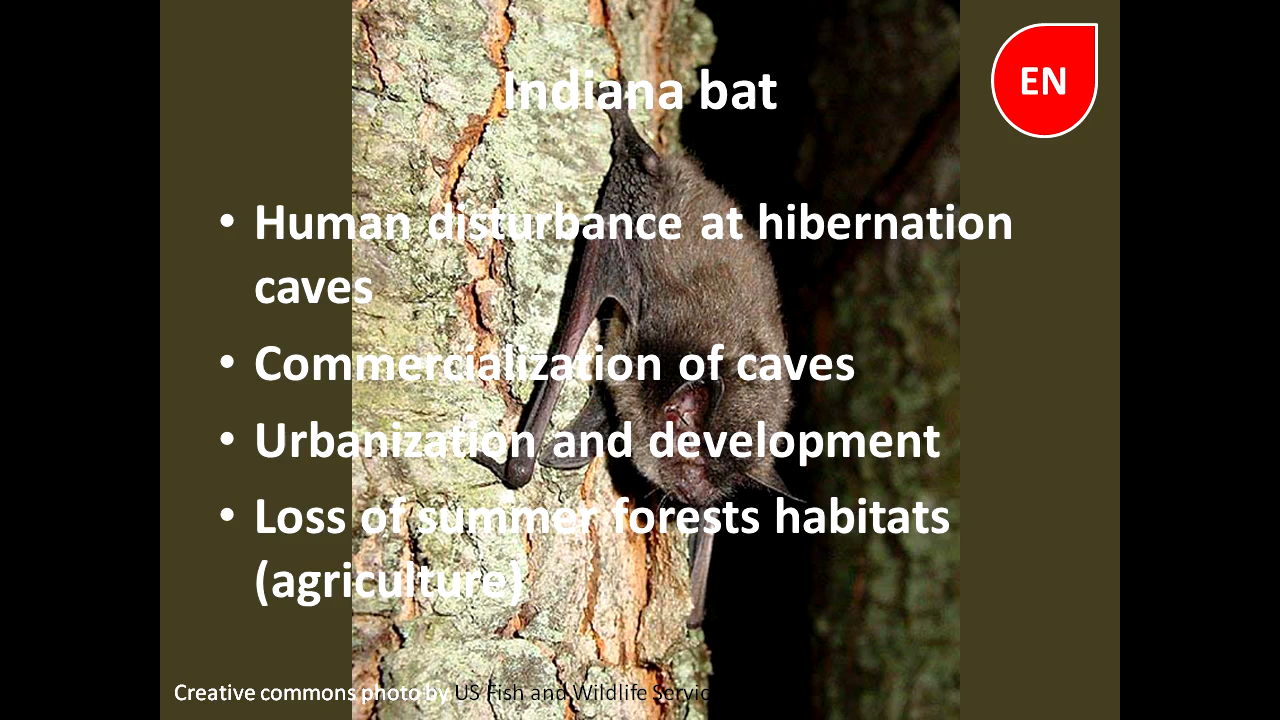 Indiana bat
EN
• Human disturbance at hibernation
caves
• Commercialization of caves
• Urbanization and development
• Loss of summer forests habitats
(agriculture)
Creative commons photo by US Fish and Wildlife